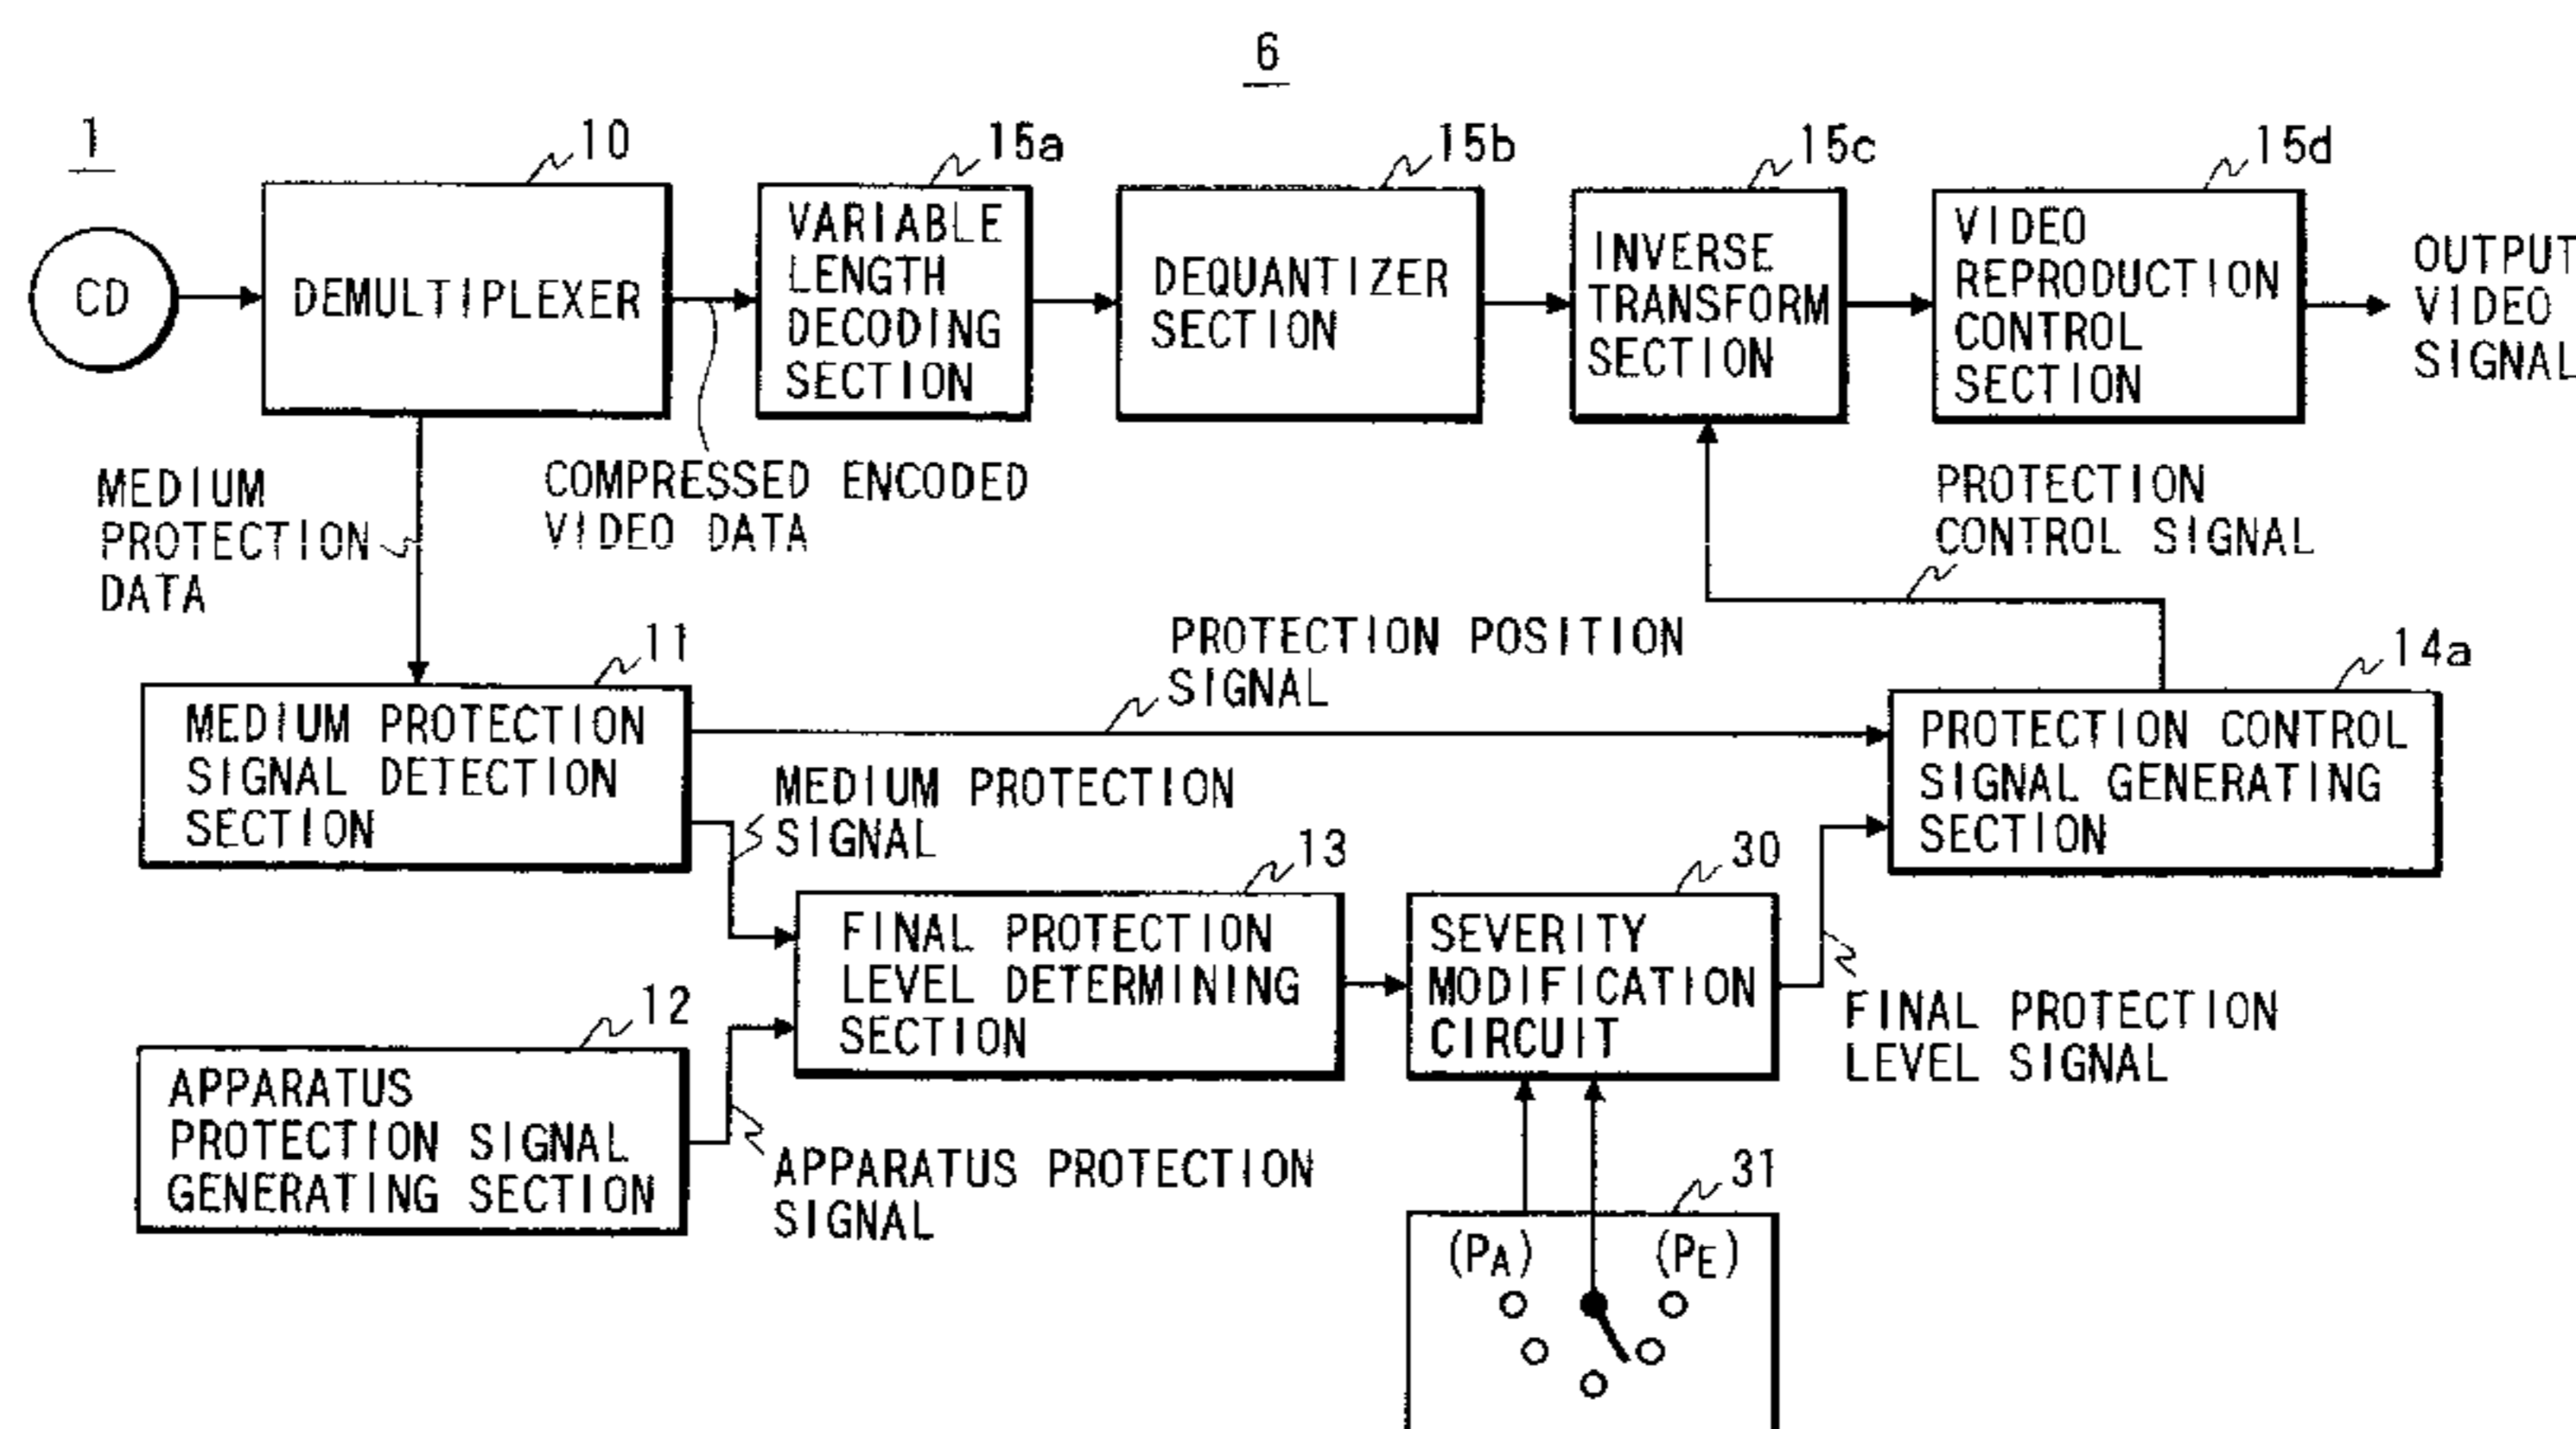 6
1
10
15a
15b
15c
15d
CD
DEMULTIPLEXER
VARIABLE
LENGTH
DECODING
SECTION
DEQUANTIZER
SECTION
INVERSE
TRANSFORM
SECTION
VIDEO
REPRODUCTION
CONTROL
SECTION
OUTPUT
VIDEO
SIGNAL
MEDIUM
PROTECTION
DATA
COMPRESSED ENCODED
VIDEO DATA
PROTECTION
CONTROL SIGNAL
11
PROTECTION POSITION
SIGNAL
14a
MEDIUM PROTECTION
SIGNAL DETECTION
SECTION
MEDIUM PROTECTION
SIGNAL
PROTECTION CONTROL
SIGNAL GENERATING
SECTION
13
30
FINAL PROTECTION
LEVEL DETERMINING
SECTION
SEVERITY
MODIFICATION
CIRCUIT
FINAL PROTECTION
LEVEL SIGNAL
12
APPARATUS
PROTECTION SIGNAL
GENERATING SECTION
APPARATUS PROTECTION
SIGNAL
31
(PA) (PE)